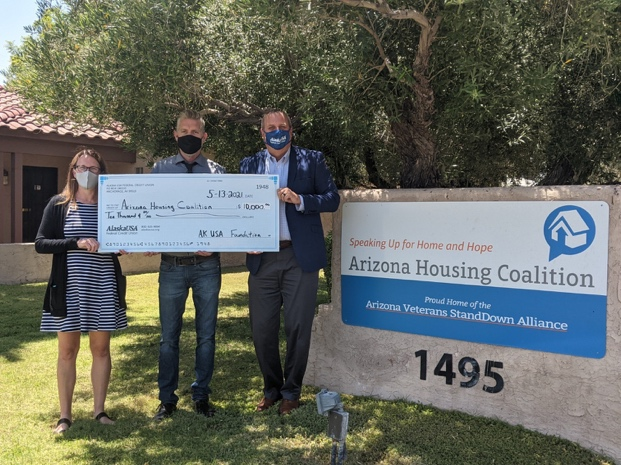 5-13-2021
1948
Arizona Housing Coalition
$ 10,000
Ten Thousand
AlaskaUSA
AK USA Foundation
Speaking Up for Home and Hope
Arizona Housing Coalition
Proud Home of the
Arizona Veterans StandDown Alliance
1495